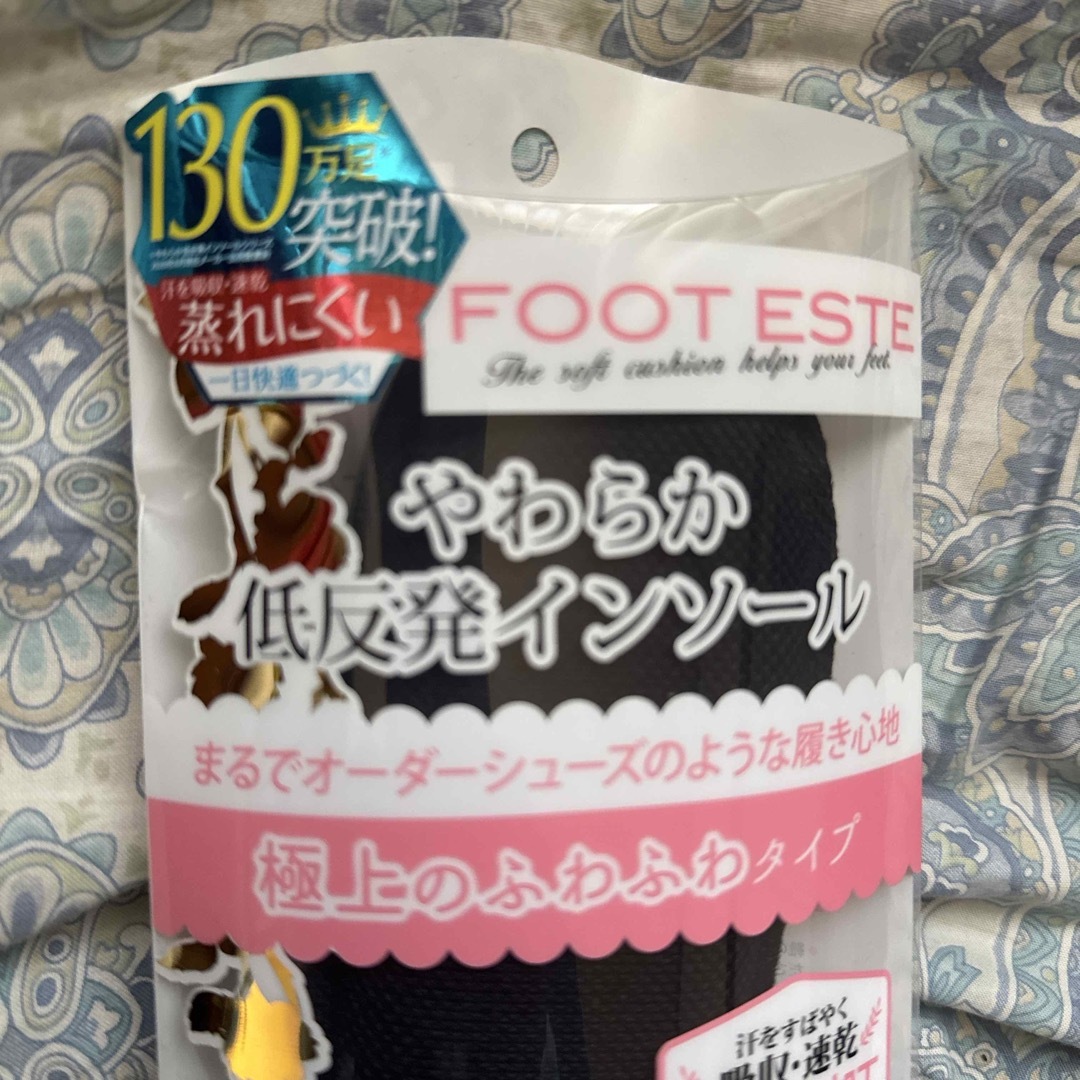 130万足
突破!
汗を吸収・速乾
蒸れにくい
一日快適つづく!
FOOT ESTE
The soft cushion helps your feet.
やわらか
低反発インソール
まるでオーダーシューズのような履き心地
極上のふわふわタイプ
汗をすばやく
吸収・速乾